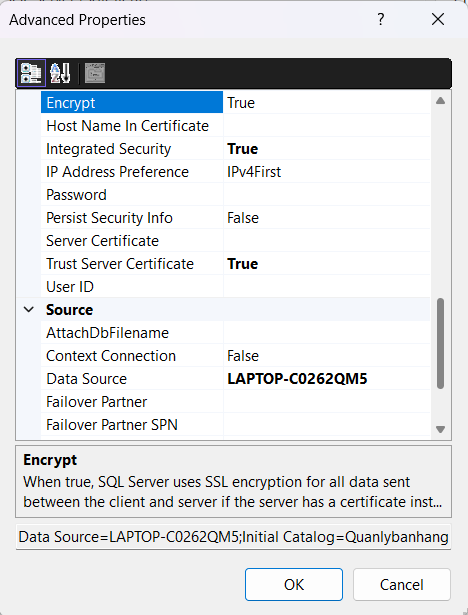 Advanced Properties ?
Encrypt True
Host Name In Certificate
Integrated Security True
IP Address Preference IPv4First
Password
Persist Security Info False
Server Certificate
Trust Server Certificate True
User ID
Source
AttachDbFilename
Context Connection False
Data Source LAPTOP-C0262QM5
Failover Partner
Failover Partner SPN
Encrypt
When true, SQL Server uses SSL encryption for all data sent
between the client and server if the server has a certificate inst...
Data Source=LAPTOP-C0262QM5;Initial Catalog=Quanlybanhang
OK Cancel